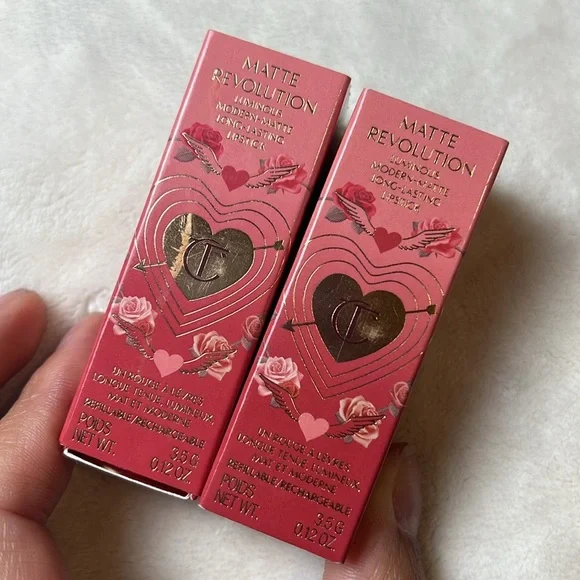 MATTE
REVOLUTION
LUMINOUS
MODERN-MATTE
LONG-LASTING
LIPSTICK
CT
UN ROUGE À LÈVRES
LONGUE TENUE, LUMINEUX,
MAT ET MODERNE
REFILLABLE/RECHARGEABLE
POIDS 3.5 G
NET WT. 0.12 OZ.
MATTE
REVOLUTION
LUMINOUS
MODERN-MATTE
LONG-LASTING
LIPSTICK
CT
UN ROUGE À LÈVRES
LONGUE TENUE, LUMINEUX,
MAT ET MODERNE
REFILLABLE/RECHARGEABLE
POIDS 3.5 G
NET WT. 0.12 OZ.